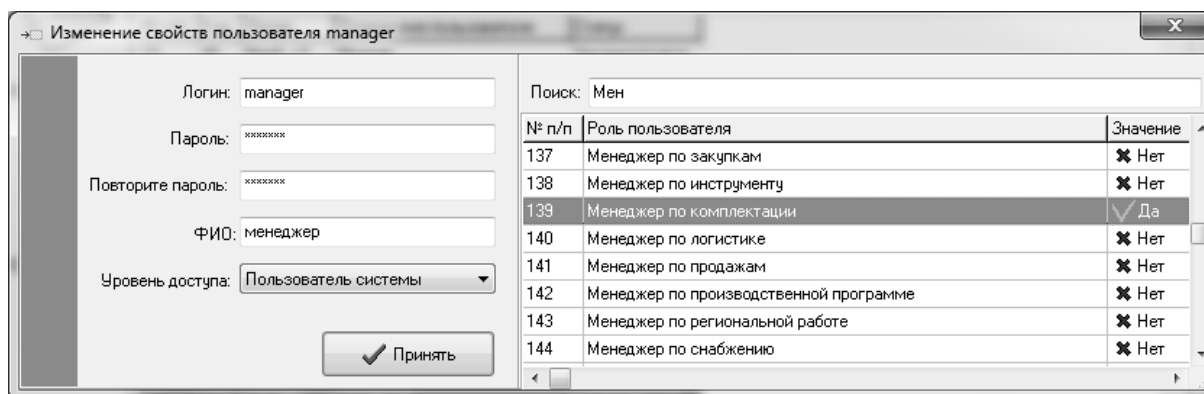 Изменение свойств пользователя manager
Логин: manager
Пароль: ×××××××
Повторите пароль: ×××××××
ФИО: менеджер
Уровень доступа: Пользователь системы
Принять
Поиск: Мен
№ п/п Роль пользователя Значение
137 Менеджер по закупкам Нет
138 Менеджер по инструменту Нет
139 Менеджер по комплектации Да
140 Менеджер по логистике Нет
141 Менеджер по продажам Нет
142 Менеджер по производственной программе Нет
143 Менеджер по региональной работе Нет
144 Менеджер по снабжению Нет